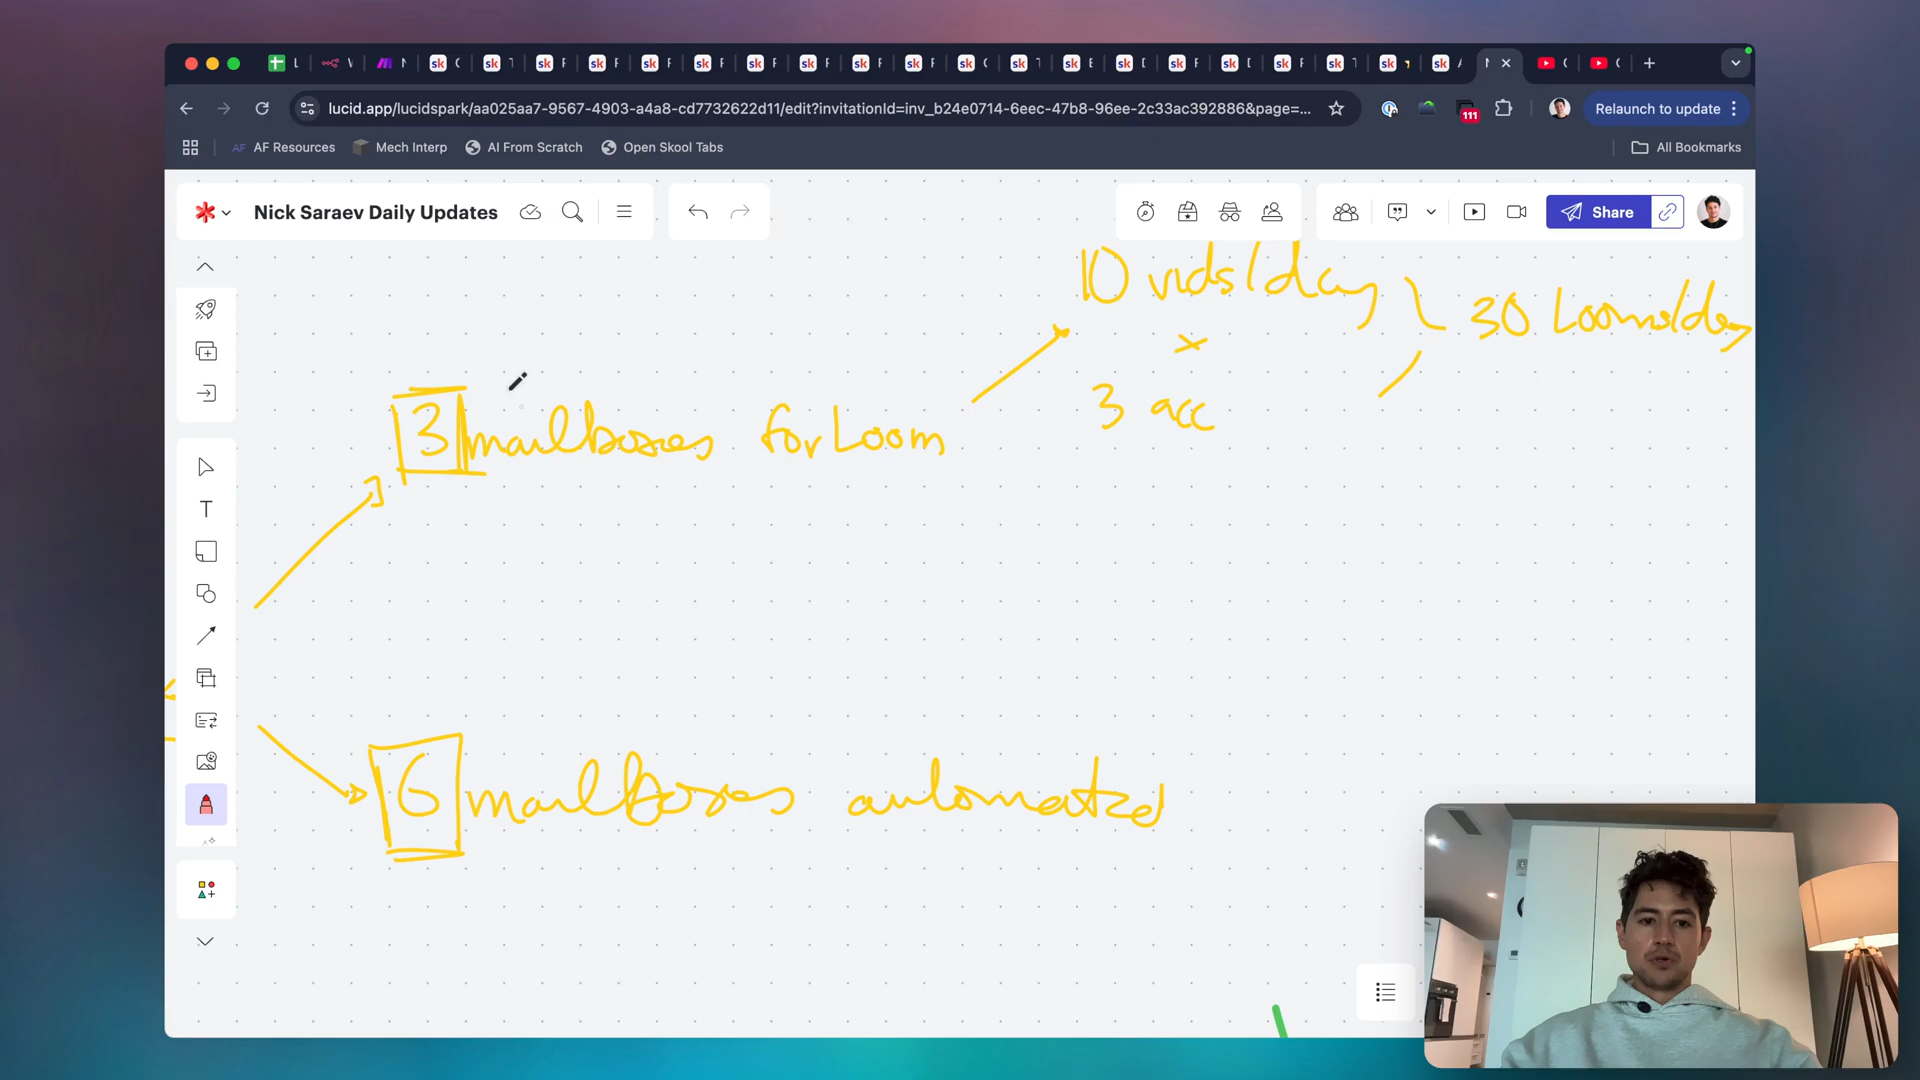 lucid.app/lucidspark/aa025aa7-9567-4903-a4a8-cd7732622d11/edit?invitationId=inv_b24e0714-6eec-47b8-96ee-2c33ac392886&page=...
111
Relaunch to update
AF AF Resources
Mech Interp
AI From Scratch
Open Skool Tabs
All Bookmarks
Nick Saraev Daily Updates
Share
10 vids/day
30 Looms/day
x
3 acc
3 mailboxes for Loom
6 mailboxes automated